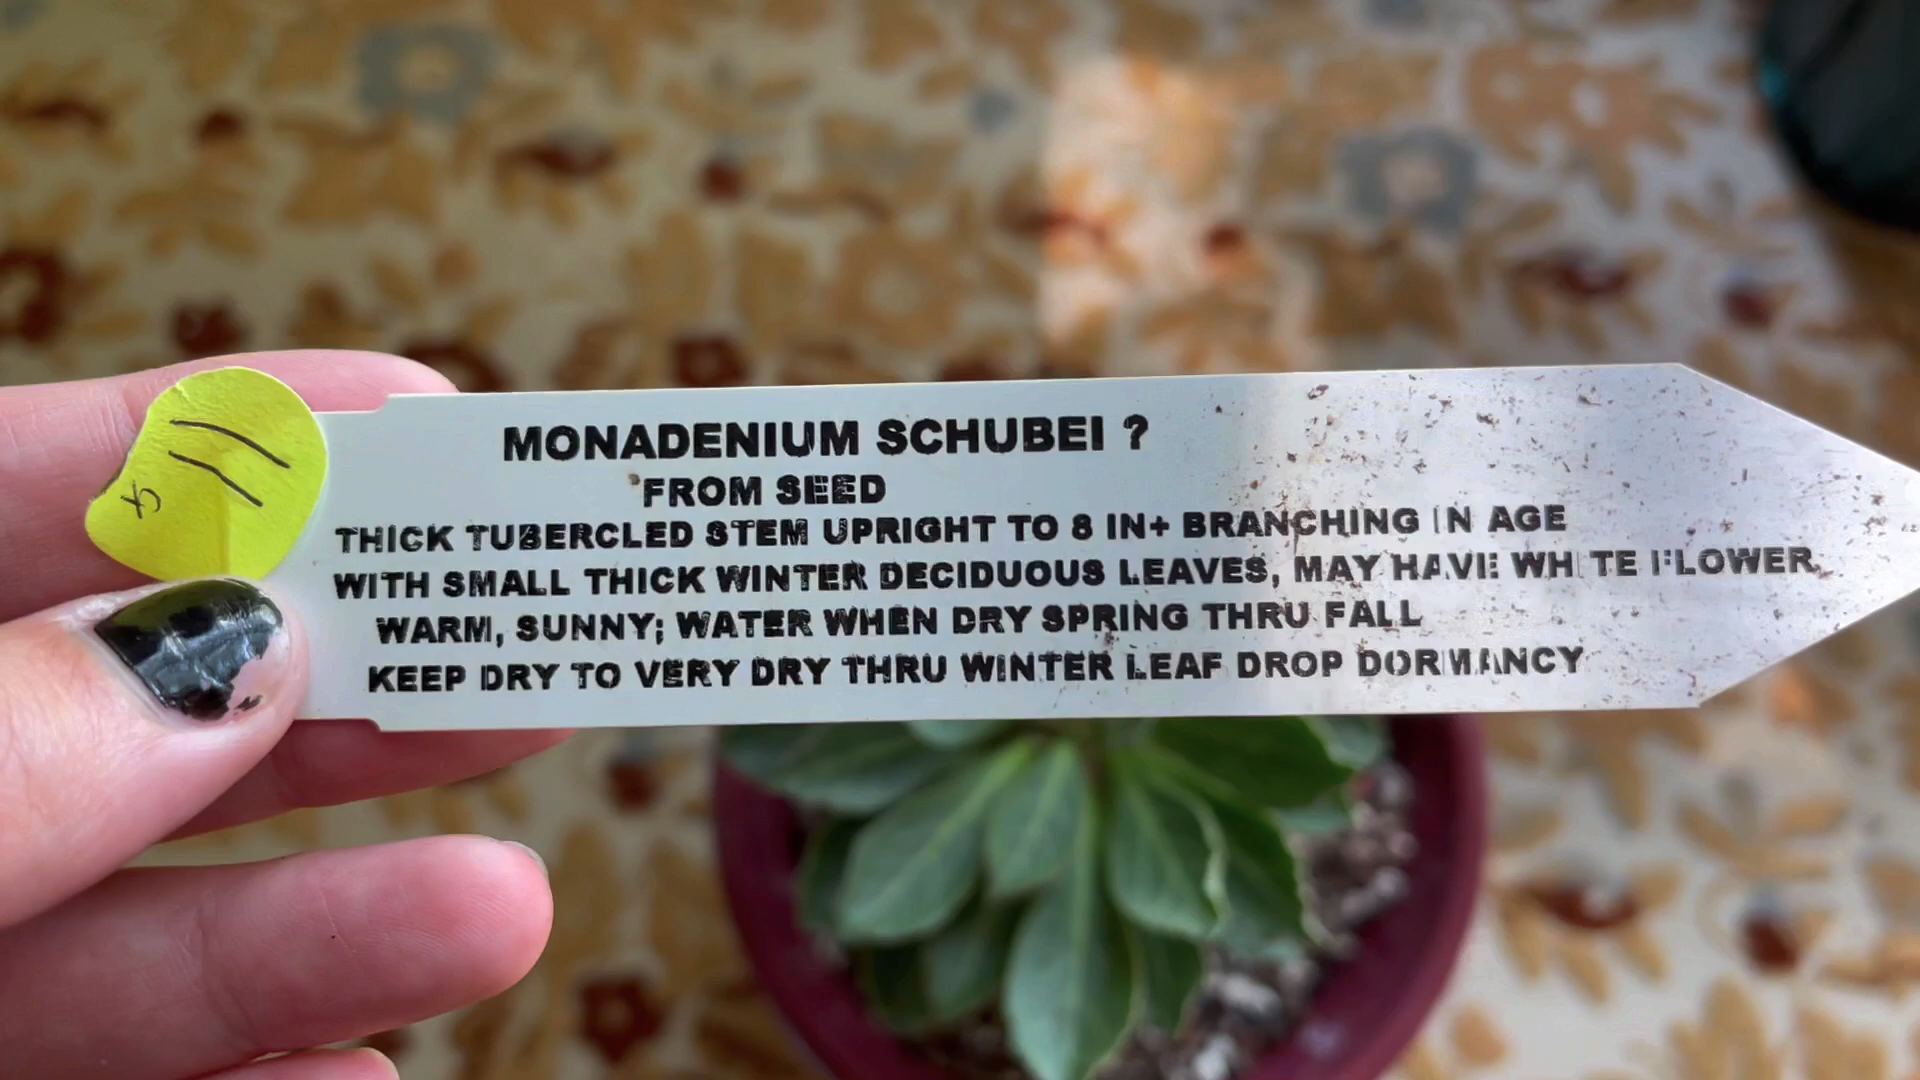 MONADENIUM SCHUBEI ?
FROM SEED
THICK TUBERCLED STEM UPRIGHT TO 8 IN+ BRANCHING IN AGE
WITH SMALL THICK WINTER DECIDUOUS LEAVES, MAY HAVE WHITE FLOWER
WARM, SUNNY; WATER WHEN DRY SPRING THRU FALL
KEEP DRY TO VERY DRY THRU WINTER LEAF DROP DORMANCY